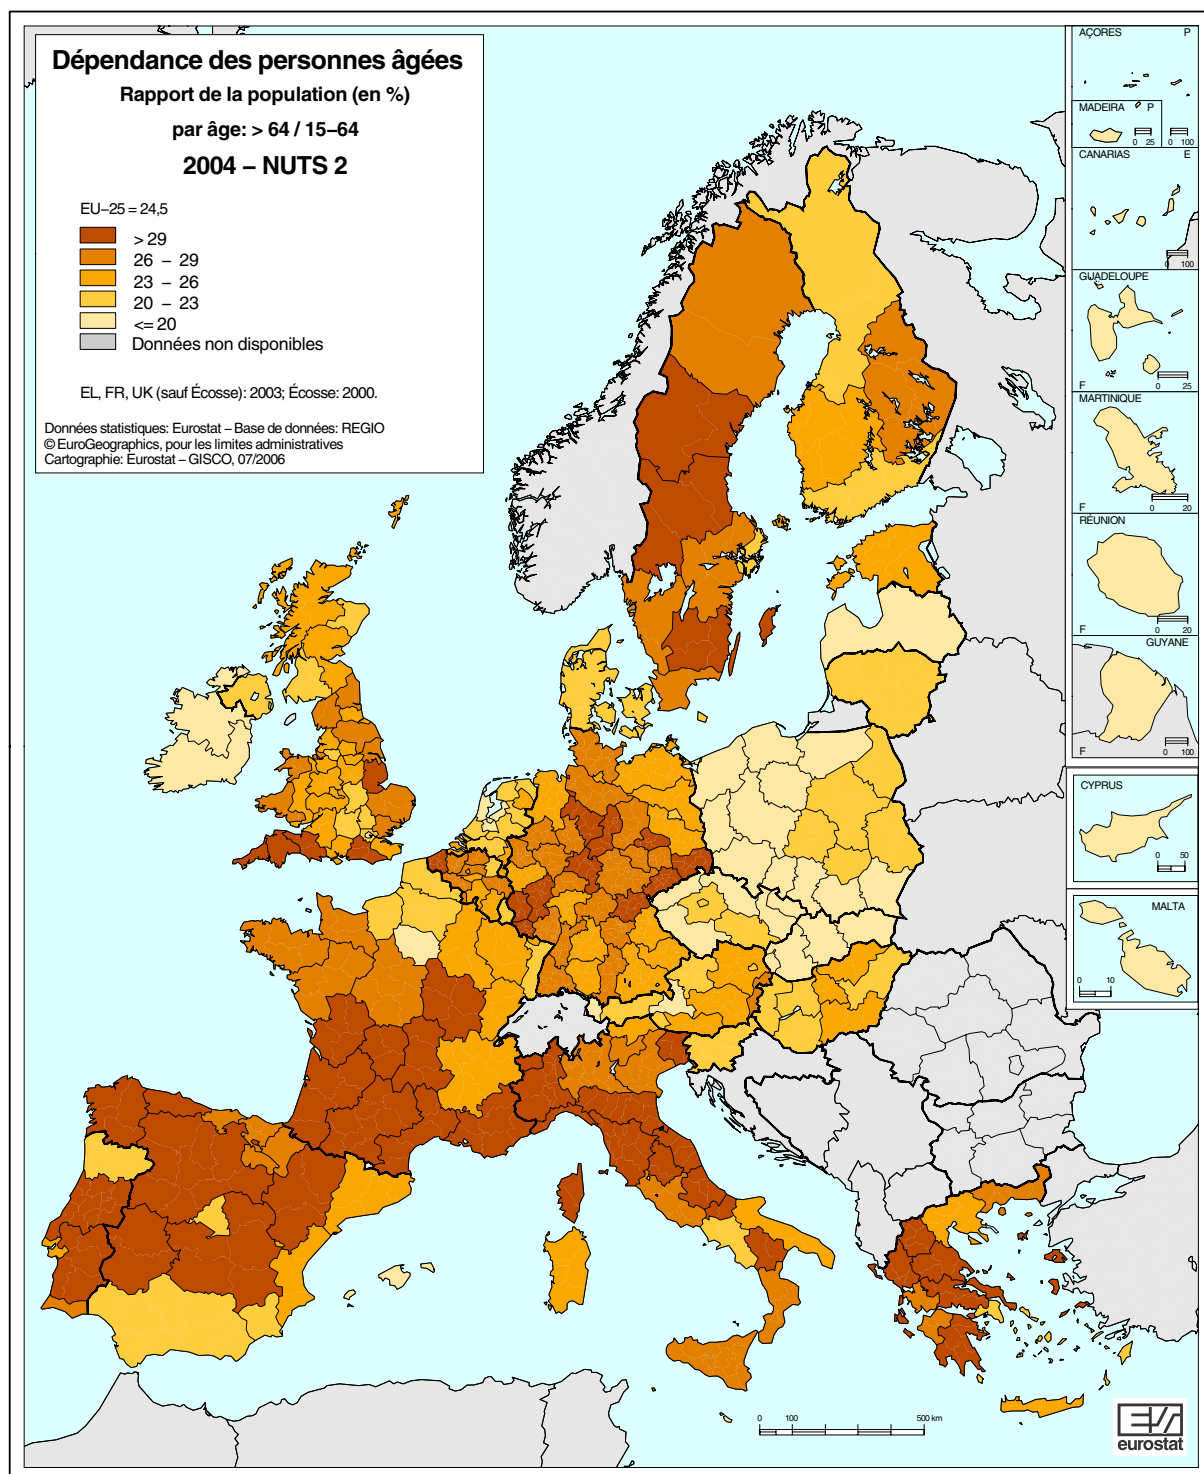 Dépendance des personnes âgées
Rapport de la population (en %)
par âge: > 64 / 15–64
2004 – NUTS 2
EU–25 = 24,5
> 29
26 – 29
23 – 26
20 – 23
<= 20
Données non disponibles
EL, FR, UK (sauf Écosse): 2003; Écosse: 2000.
Données statistiques: Eurostat – Base de données: REGIO
© EuroGeographics, pour les limites administratives
Cartographie: Eurostat – GISCO, 07/2006
AÇORES P
MADEIRA P
0 25 0 100
CANARIAS E
0 100
GUADELOUPE
F 0 25
MARTINIQUE
F 0 20
RÉUNION
F 0 20
GUYANE
F 0 100
CYPRUS
0 50
MALTA
0 10
0 100 500 km
eurostat